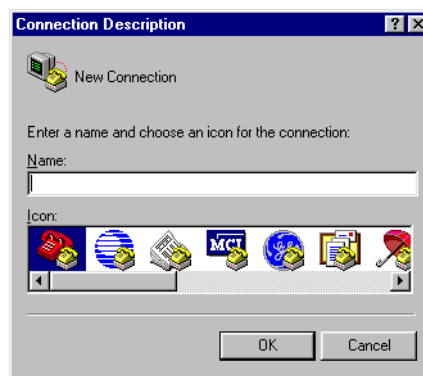 Connection Description
New Connection
Enter a name and choose an icon for the connection:
Name:
Icon:
MCI
OK
Cancel